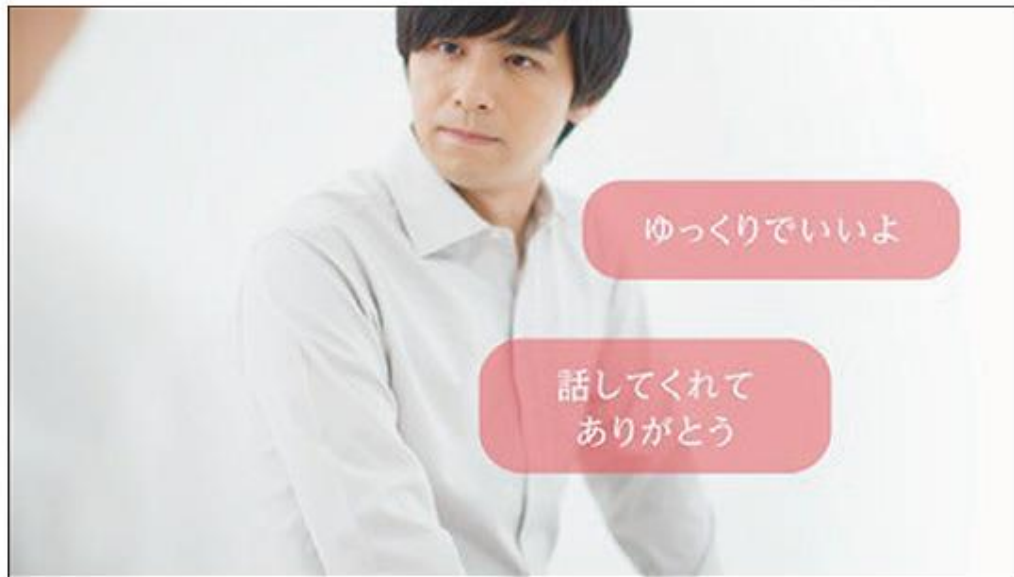 ゆっくりでいいよ
話してくれて
ありがとう